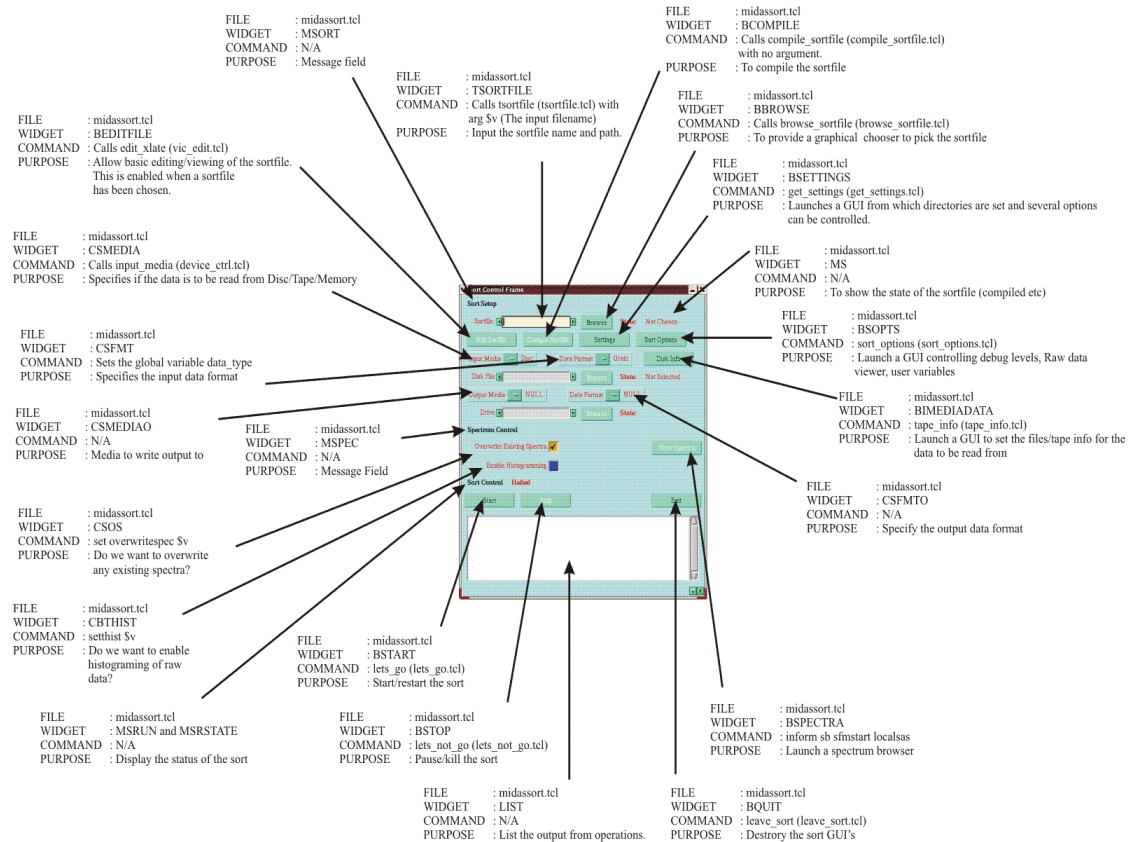 FILE : midassort.tcl
WIDGET : MSORT
COMMAND : N/A
PURPOSE : Message field
FILE : midassort.tcl
WIDGET : BCOMPILE
COMMAND : Calls compile_sortfile (compile_sortfile.tcl)
with no argument.
PURPOSE : To compile the sortfile
FILE : midassort.tcl
WIDGET : TSORTFILE
COMMAND : Calls tsortfile (tsortfile.tcl) with
arg $v (The input filename)
PURPOSE : Input the sortfile name and path.
FILE : midassort.tcl
WIDGET : BBROWSE
COMMAND : Calls browse_sortfile (browse_sortfile.tcl)
PURPOSE : To provide a graphical chooser to pick the sortfile
FILE : midassort.tcl
WIDGET : BEDITFILE
COMMAND : Calls edit_xlate (vic_edit.tcl)
PURPOSE : Allow basic editing/viewing of the sortfile.
This is enabled when a sortfile
has been chosen.
FILE : midassort.tcl
WIDGET : BSETTINGS
COMMAND : get_settings (get_settings.tcl)
PURPOSE : Launches a GUI from which directories are set and several options
can be controlled.
FILE : midassort.tcl
WIDGET : CSMEDIA
COMMAND : Calls input_media (device_ctrl.tcl)
PURPOSE : Specifies if the data is to be read from Disc/Tape/Memory
FILE : midassort.tcl
WIDGET : MS
COMMAND : N/A
PURPOSE : To show the state of the sortfile (compiled etc)
FILE : midassort.tcl
WIDGET : CSFMT
COMMAND : Sets the global variable data_type
PURPOSE : Specifies the input data format
FILE : midassort.tcl
WIDGET : BSOPTS
COMMAND : sort_options (sort_options.tcl)
PURPOSE : Launch a GUI controlling debug levels, Raw data
viewer, user variables
FILE : midassort.tcl
WIDGET : CSMEDIAO
COMMAND : N/A
PURPOSE : Media to write output to
FILE : midassort.tcl
WIDGET : MSPEC
COMMAND : N/A
PURPOSE : Message Field
FILE : midassort.tcl
WIDGET : BIMEDIADATA
COMMAND : tape_info (tape_info.tcl)
PURPOSE : Launch a GUI to set the files/tape info for the
data to be read from
Sort Control Frame
Sort Setup
Sortfile Browse State: Not Chosen
Settings Sort Options
Input Media Disc Data Format Grain Disk Info
Disk File Browse State: Not Selected
Output Media NULL Data Format NULL
Drive Browse State:
Spectrum Control
Overwrite Existing Spectra View Spectra
Enable Histogramming
Sort Control Halted
Start Stop Exit
FILE : midassort.tcl
WIDGET : CSFMTO
COMMAND : N/A
PURPOSE : Specify the output data format
FILE : midassort.tcl
WIDGET : CSOS
COMMAND : set overwritespec $v
PURPOSE : Do we want to overwrite
any existing spectra?
FILE : midassort.tcl
WIDGET : CBTHIST
COMMAND : setthist $v
PURPOSE : Do we want to enable
histograming of raw
data?
FILE : midassort.tcl
WIDGET : BSTART
COMMAND : lets_go (lets_go.tcl)
PURPOSE : Start/restart the sort
FILE : midassort.tcl
WIDGET : MSRUN and MSRSTATE
COMMAND : N/A
PURPOSE : Display the status of the sort
FILE : midassort.tcl
WIDGET : BSTOP
COMMAND : lets_not_go (lets_not_go.tcl)
PURPOSE : Pause/kill the sort
FILE : midassort.tcl
WIDGET : BSPECTRA
COMMAND : inform sb sfmstart localsas
PURPOSE : Launch a spectrum browser
FILE : midassort.tcl
WIDGET : LIST
COMMAND : N/A
PURPOSE : List the output from operations.
FILE : midassort.tcl
WIDGET : BQUIT
COMMAND : leave_sort (leave_sort.tcl)
PURPOSE : Destrory the sort GUI's